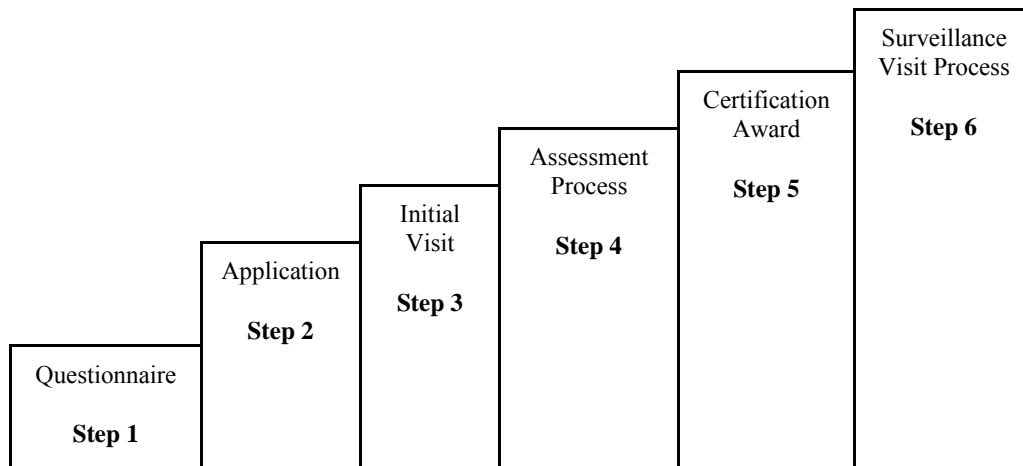 Questionnaire
Step 1
Application
Step 2
Initial
Visit
Step 3
Assessment
Process
Step 4
Certification
Award
Step 5
Surveillance
Visit Process
Step 6